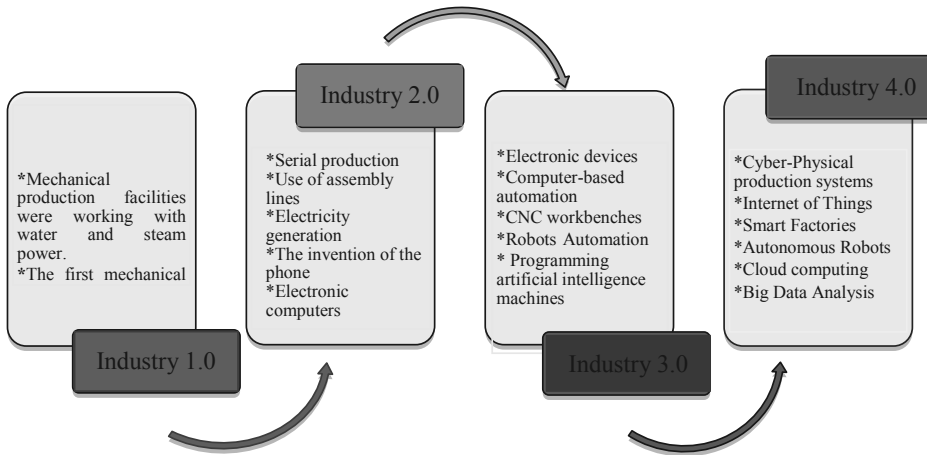 *Mechanical
production facilities
were working with
water and steam
power.
*The first mechanical
Industry 1.0
Industry 2.0
*Serial production
*Use of assembly
lines
*Electricity
generation
*The invention of the
phone
*Electronic
computers
*Electronic devices
*Computer-based
automation
*CNC workbenches
*Robots Automation
* Programming
artificial intelligence
machines
Industry 3.0
Industry 4.0
*Cyber-Physical
production systems
*Internet of Things
*Smart Factories
*Autonomous Robots
*Cloud computing
*Big Data Analysis